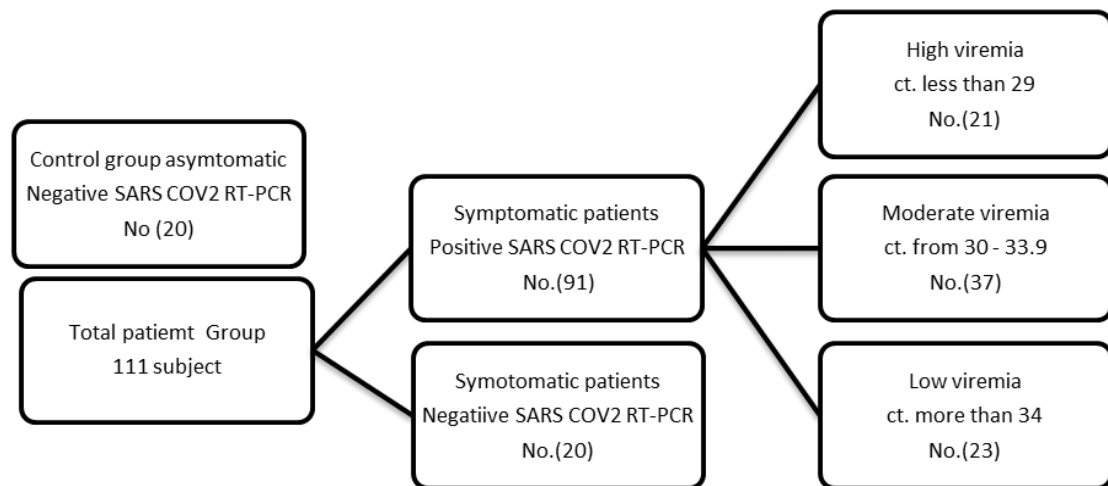 Control group asymtomatic
Negative SARS COV2 RT-PCR
No (20)
Total patiemt Group
111 subject
Symptomatic patients
Positive SARS COV2 RT-PCR
No.(91)
Symotomatic patients
Negatiive SARS COV2 RT-PCR
No.(20)
High viremia
ct. less than 29
No.(21)
Moderate viremia
ct. from 30 - 33.9
No.(37)
Low viremia
ct. more than 34
No.(23)